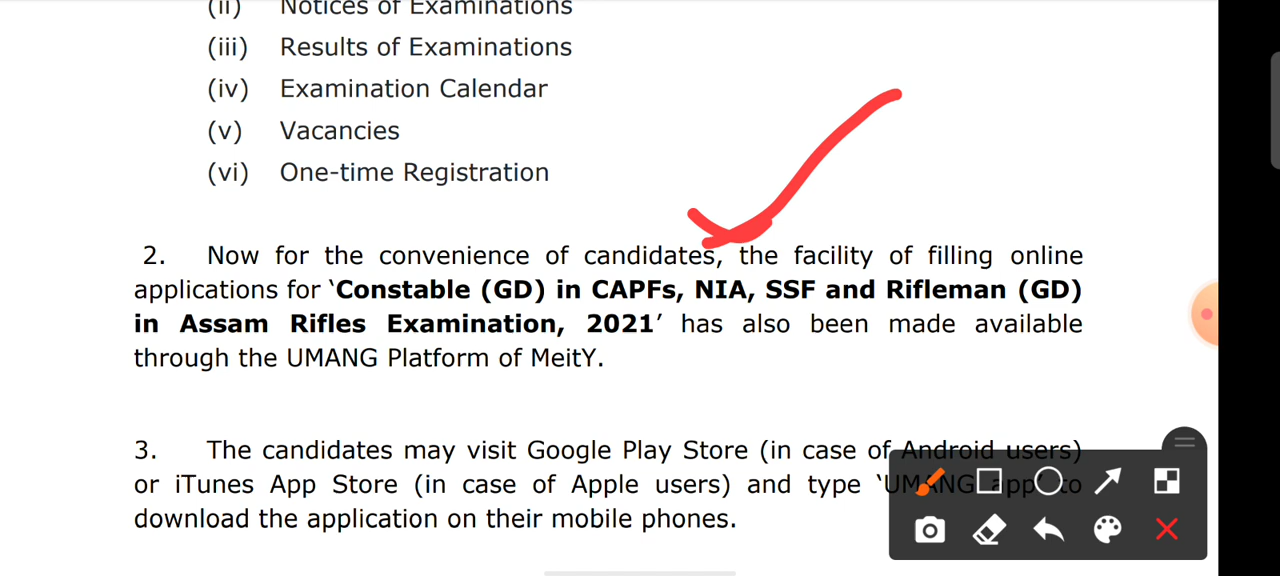 (ii) Notices of Examinations
(iii) Results of Examinations
(iv) Examination Calendar
(v) Vacancies
(vi) One-time Registration
2. Now for the convenience of candidates, the facility of filling online
applications for ‘Constable (GD) in CAPFs, NIA, SSF and Rifleman (GD)
in Assam Rifles Examination, 2021’ has also been made available
through the UMANG Platform of MeitY.
3. The candidates may visit Google Play Store (in case of Android users)
or iTunes App Store (in case of Apple users) and type ‘UMANG app’ to
download the application on their mobile phones.